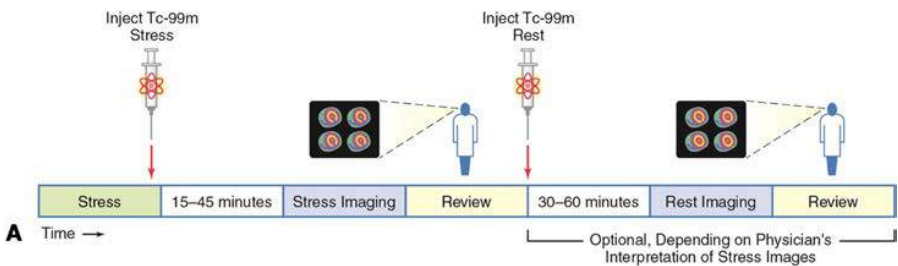 Inject Tc-99m
Stress
Inject Tc-99m
Rest
Stress
15–45 minutes
Stress Imaging
Review
30–60 minutes
Rest Imaging
Review
A
Time →
Optional, Depending on Physician's
Interpretation of Stress Images